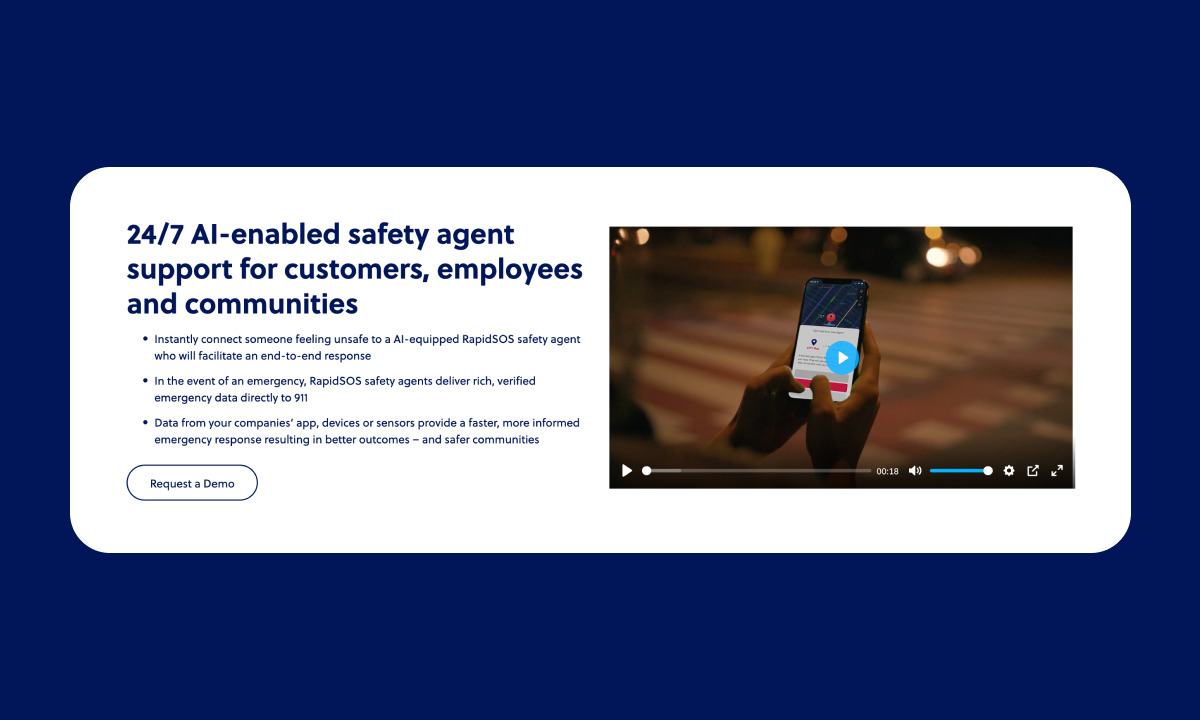 24/7 AI-enabled safety agent
support for customers, employees
and communities
• Instantly connect someone feeling unsafe to a AI-equipped RapidSOS safety agent
who will facilitate an end-to-end response
• In the event of an emergency, RapidSOS safety agents deliver rich, verified
emergency data directly to 911
• Data from your companies’ app, devices or sensors provide a faster, more informed
emergency response resulting in better outcomes – and safer communities
Request a Demo
00:18